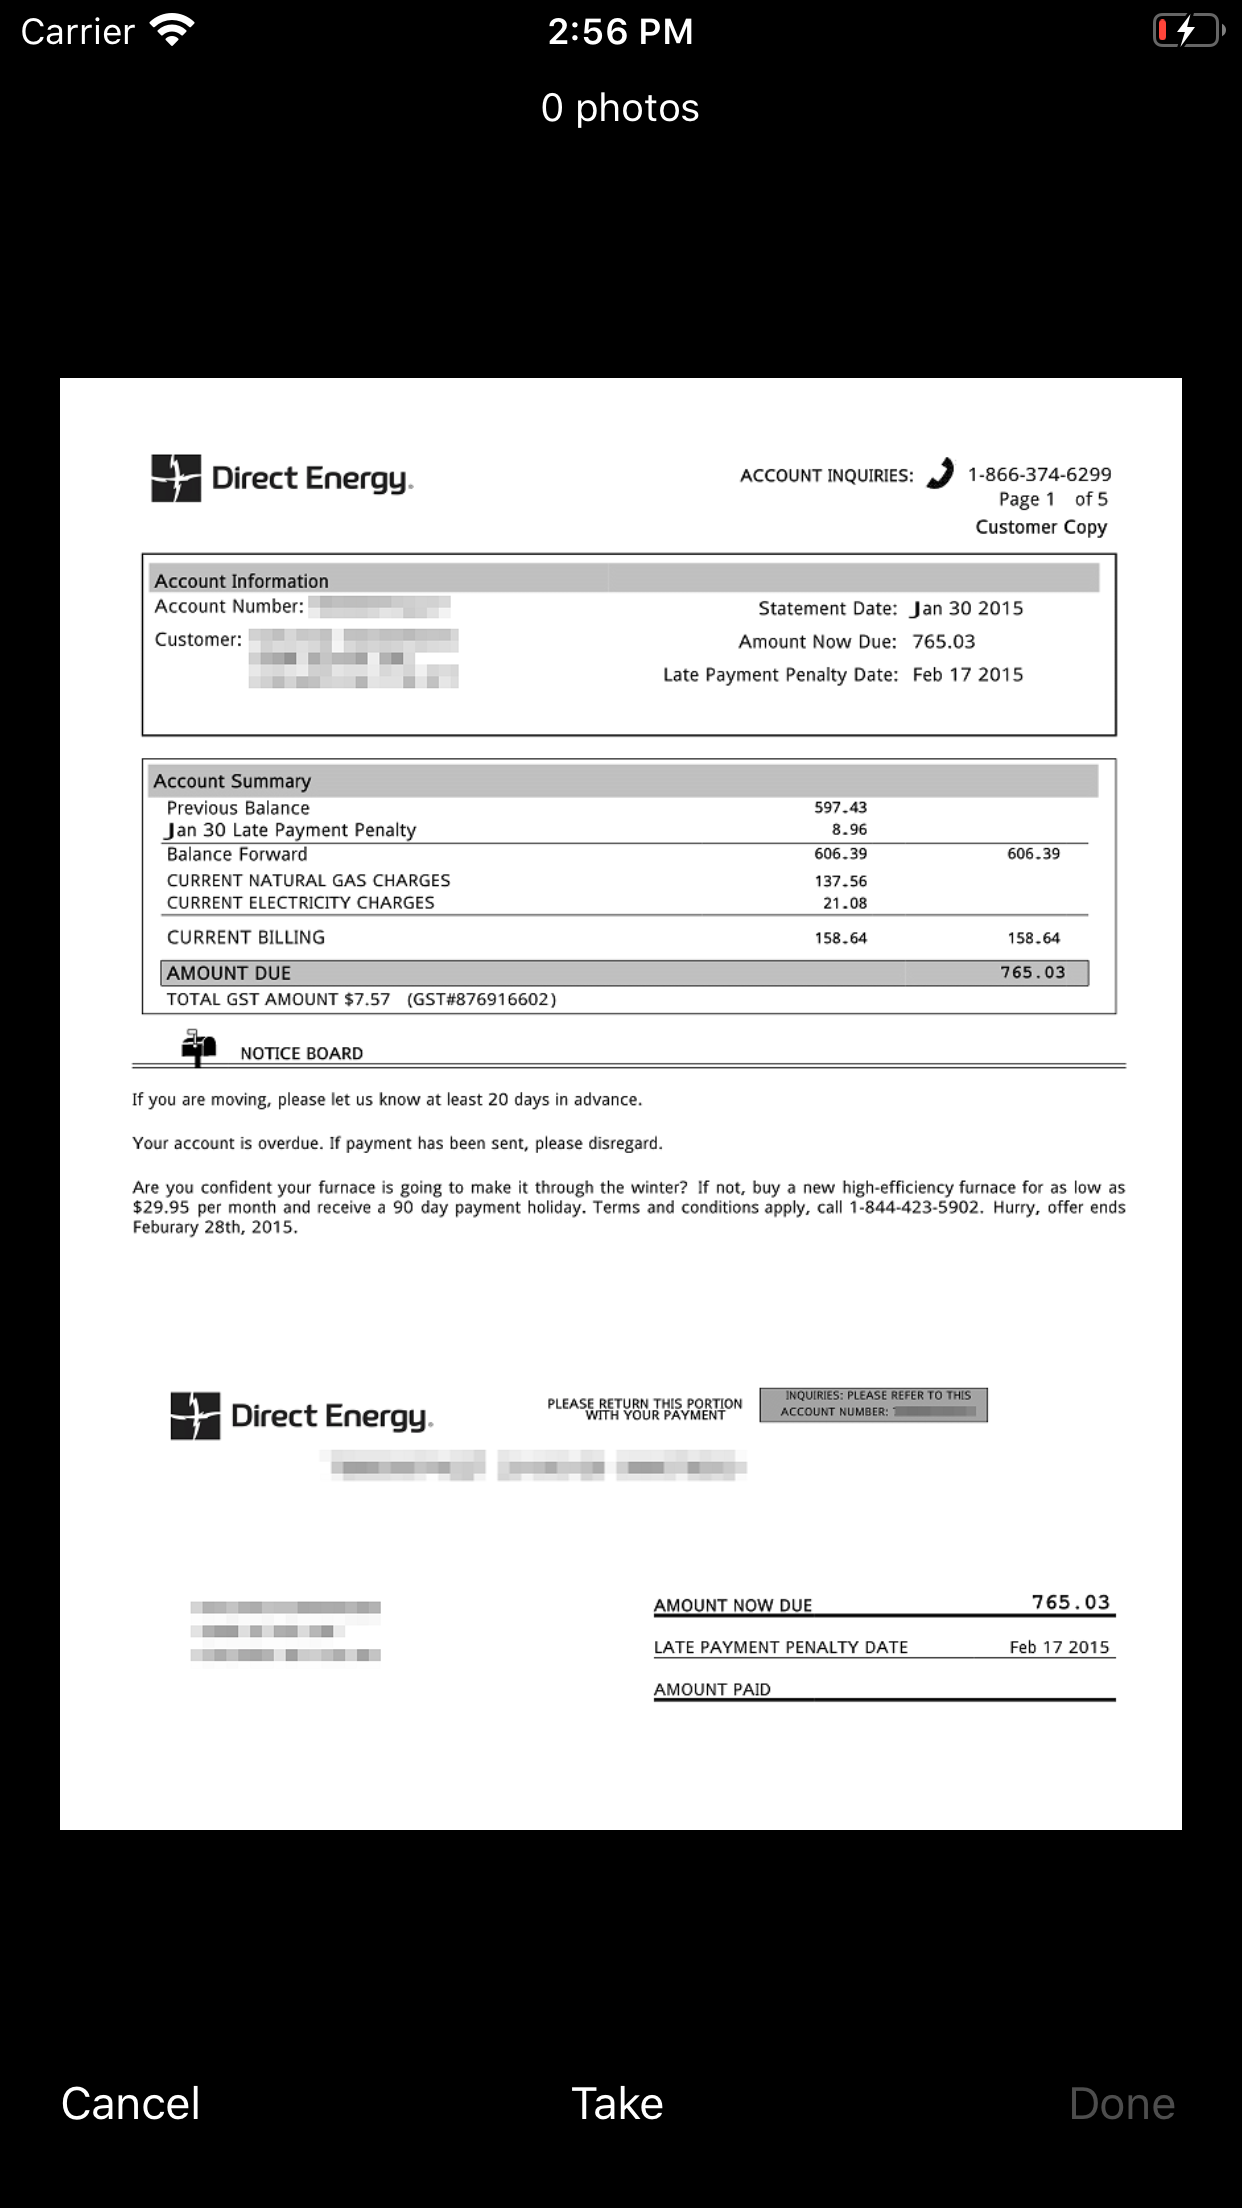 Carrier 2:56 PM
0 photos
Direct Energy. ACCOUNT INQUIRIES: 1-866-374-6299
Page 1 of 5
Customer Copy
Account Information
Account Number:
Statement Date: Jan 30 2015
Customer:
Amount Now Due: 765.03
Late Payment Penalty Date: Feb 17 2015
Account Summary
Previous Balance 597.43
Jan 30 Late Payment Penalty 8.96
Balance Forward 606.39 606.39
CURRENT NATURAL GAS CHARGES 137.56
CURRENT ELECTRICITY CHARGES 21.08
CURRENT BILLING 158.64 158.64
AMOUNT DUE 765.03
TOTAL GST AMOUNT $7.57 (GST#876916602)
NOTICE BOARD
If you are moving, please let us know at least 20 days in advance.
Your account is overdue. If payment has been sent, please disregard.
Are you confident your furnace is going to make it through the winter? If not, buy a new high-efficiency furnace for as low as
$29.95 per month and receive a 90 day payment holiday. Terms and conditions apply, call 1-844-423-5902. Hurry, offer ends
Feburary 28th, 2015.
Direct Energy.
PLEASE RETURN THIS PORTION
WITH YOUR PAYMENT
INQUIRIES: PLEASE REFER TO THIS
ACCOUNT NUMBER:
AMOUNT NOW DUE 765.03
LATE PAYMENT PENALTY DATE Feb 17 2015
AMOUNT PAID
Cancel Take Done